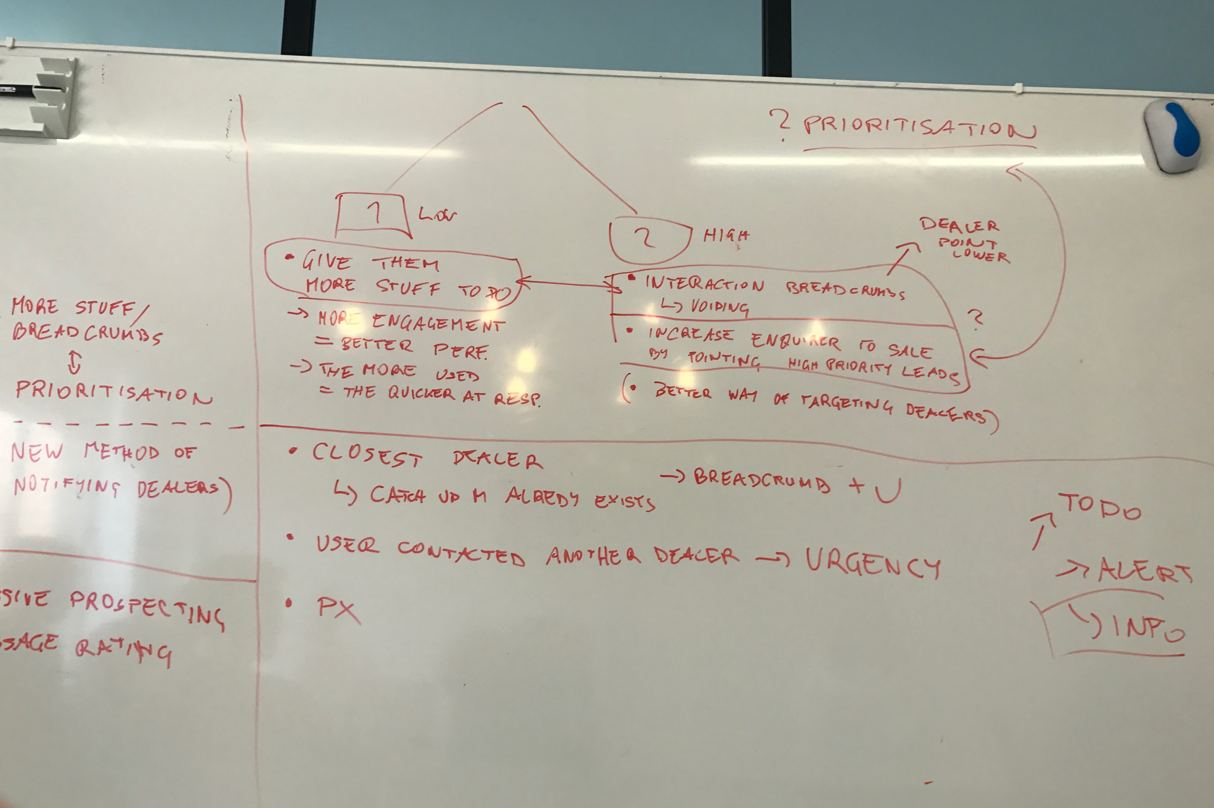 ? PRIORITISATION
1 LOW
2 HIGH
DEALER
POINT
LOWER
• GIVE THEM
MORE STUFF TO DO
→ MORE ENGAGEMENT
= BETTER PERF.
→ THE MORE USED
= THE QUICKER AT RESP.
• INTERACTION BREADCRUMBS
↳ VOIDING
?
• INCREASE ENQUIRER TO SALE
BY POINTING HIGH PRIORITY LEADS
(• BETTER WAY OF TARGETING DEALERS)
MORE STUFF/
BREADCRUMBS
↕
PRIORITISATION
NEW METHOD OF
NOTIFYING DEALERS)
SIVE PROSPECTING
SAGE RATING
• CLOSEST DEALER
↳ CATCH UP M ALREDY EXISTS
→ BREADCRUMB + U
• USER CONTACTED ANOTHER DEALER → URGENCY
• PX
↗ TODO
→ ALERT
↘ INFO